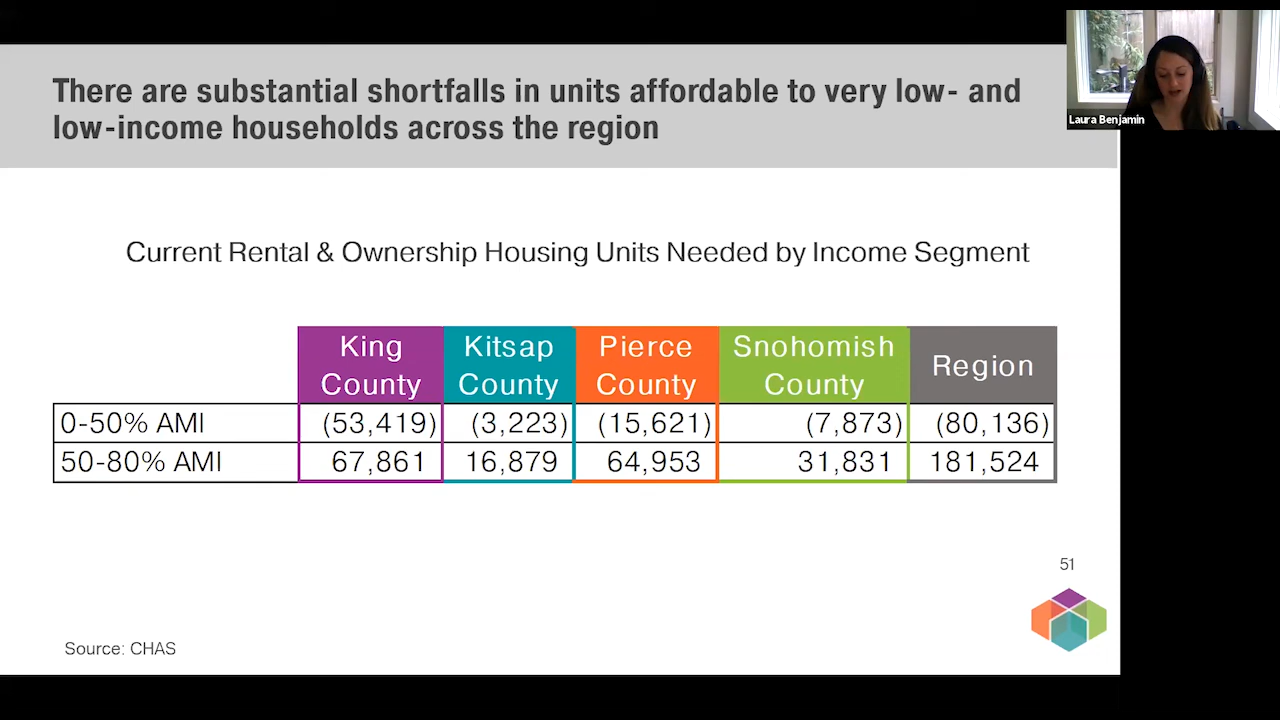 There are substantial shortfalls in units affordable to very low- and
low-income households across the region
Laura Benjamin
Current Rental & Ownership Housing Units Needed by Income Segment
King County Kitsap County Pierce County Snohomish County Region
0-50% AMI (53,419) (3,223) (15,621) (7,873) (80,136)
50-80% AMI 67,861 16,879 64,953 31,831 181,524
51
Source: CHAS